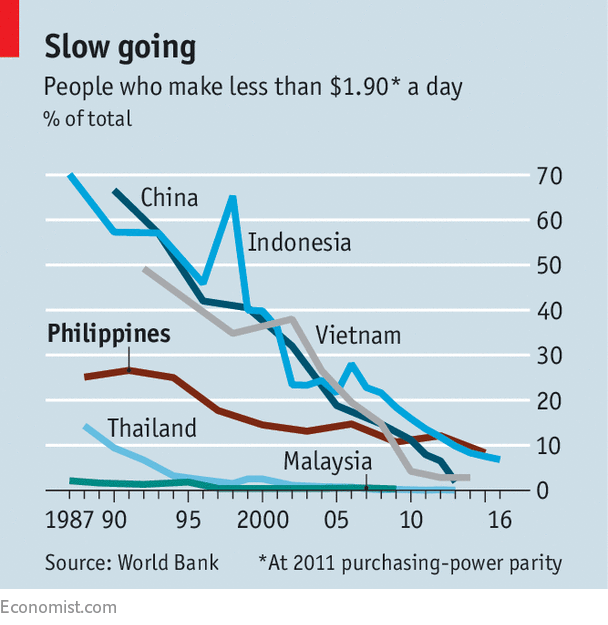 Slow going
People who make less than $1.90* a day
% of total
70
China
60
Indonesia
50
40
Philippines
Vietnam
30
20
Thailand
Malaysia
10
0
1987 90 95 2000 05 10 16
Source: World Bank *At 2011 purchasing-power parity
Economist.com